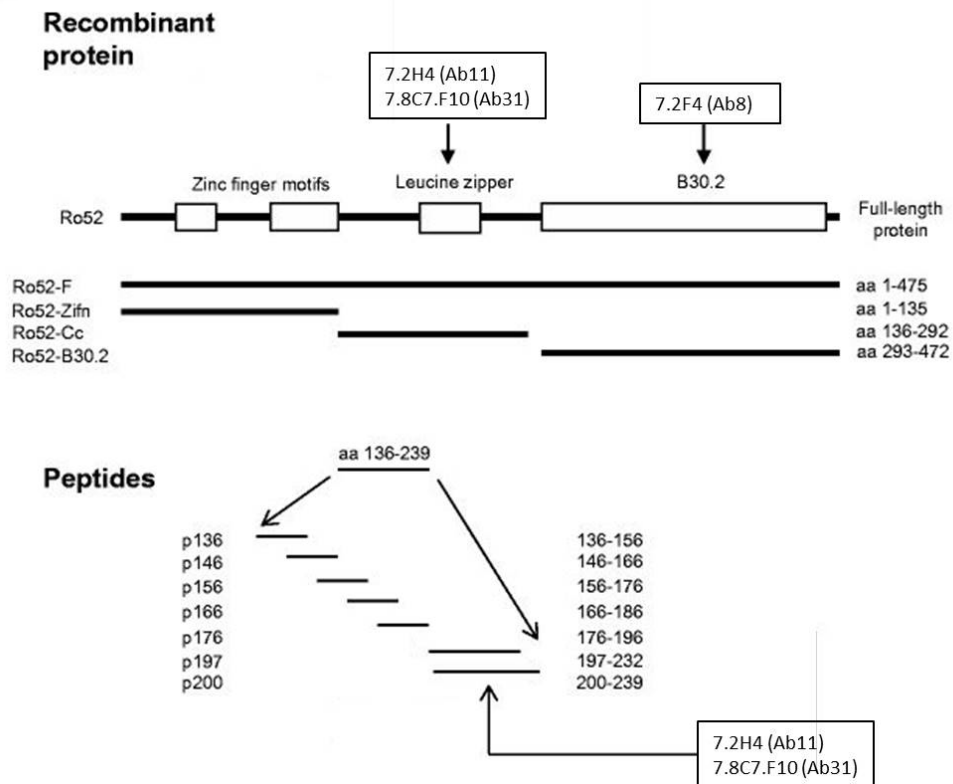 Recombinant
protein
7.2H4 (Ab11)
7.8C7.F10 (Ab31)
7.2F4 (Ab8)
Zinc finger motifs
Leucine zipper
B30.2
Ro52
Full-length
protein
Ro52-F aa 1-475
Ro52-Zifn aa 1-135
Ro52-Cc aa 136-292
Ro52-B30.2 aa 293-472
aa 136-239
Peptides
p136 136-156
p146 146-166
p156 156-176
p166 166-186
p176 176-196
p197 197-232
p200 200-239
7.2H4 (Ab11)
7.8C7.F10 (Ab31)